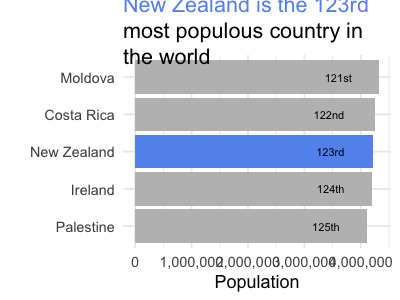 New Zealand is the 123rd
most populous country in
the world
Moldova 121st
Costa Rica 122nd
New Zealand 123rd
Ireland 124th
Palestine 125th
0 1,000,000 2,000,000 3,000,000 4,000,000
Population